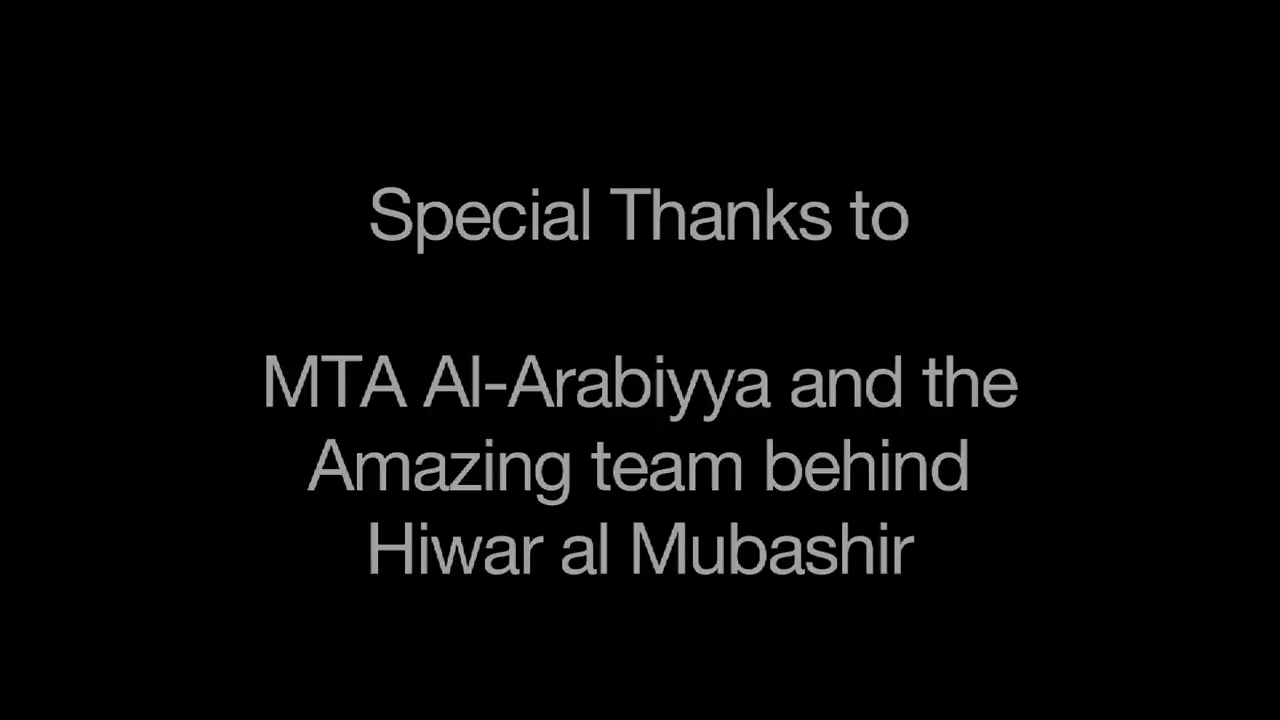 Special Thanks to
MTA Al-Arabiyya and the
Amazing team behind
Hiwar al Mubashir